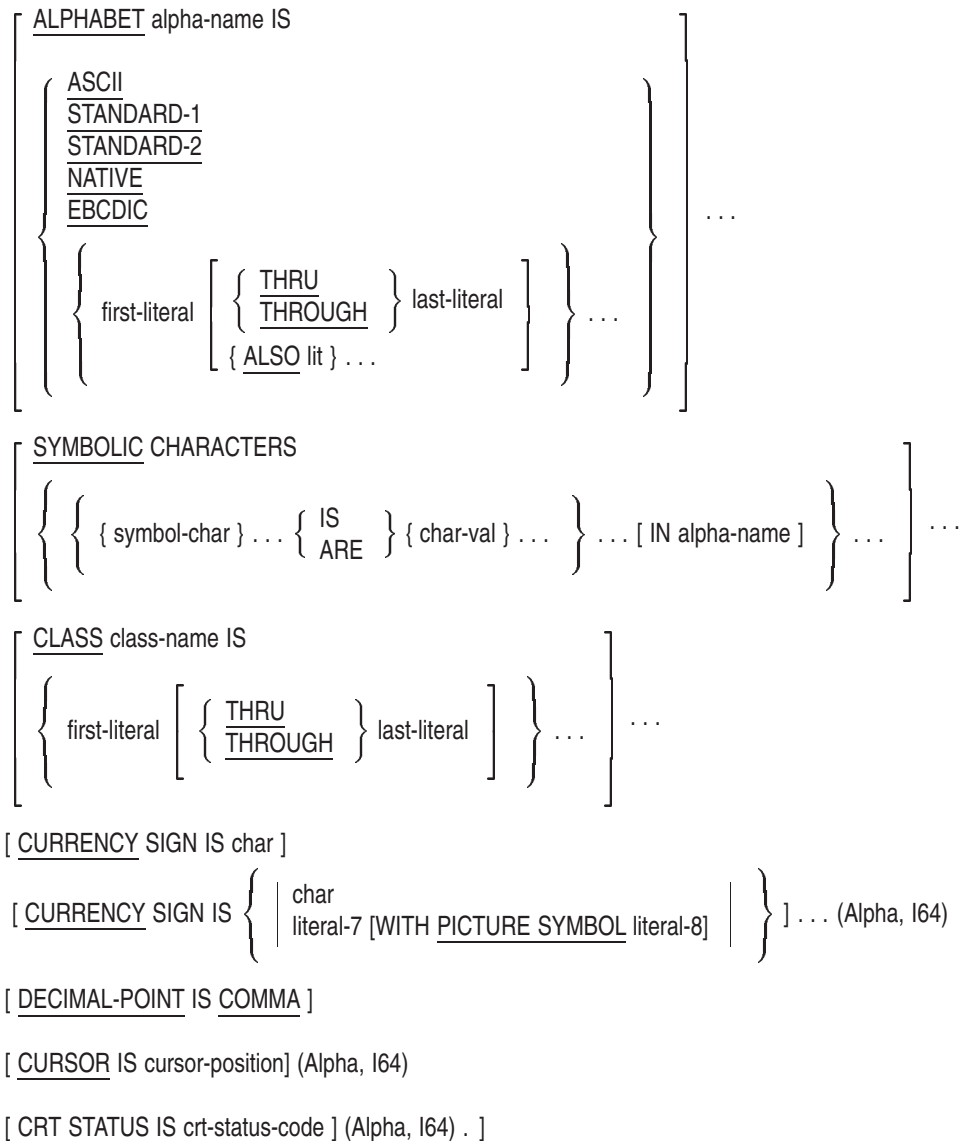 [ ALPHABET alpha-name IS
{ ASCII
STANDARD-1
STANDARD-2
NATIVE
EBCDIC
{ first-literal [ { THRU
THROUGH } last-literal
{ ALSO lit } . . . ] } . . . } ] . . .
[ SYMBOLIC CHARACTERS
{ { { symbol-char } . . . { IS
ARE } { char-val } . . . } . . . [ IN alpha-name ] } . . . ] . . .
[ CLASS class-name IS
{ first-literal [ { THRU
THROUGH } last-literal ] } . . . ] . . .
[ CURRENCY SIGN IS char ]
[ CURRENCY SIGN IS { | char
literal-7 [WITH PICTURE SYMBOL literal-8] | } ] . . . (Alpha, I64)
[ DECIMAL-POINT IS COMMA ]
[ CURSOR IS cursor-position] (Alpha, I64)
[ CRT STATUS IS crt-status-code ] (Alpha, I64) . ]